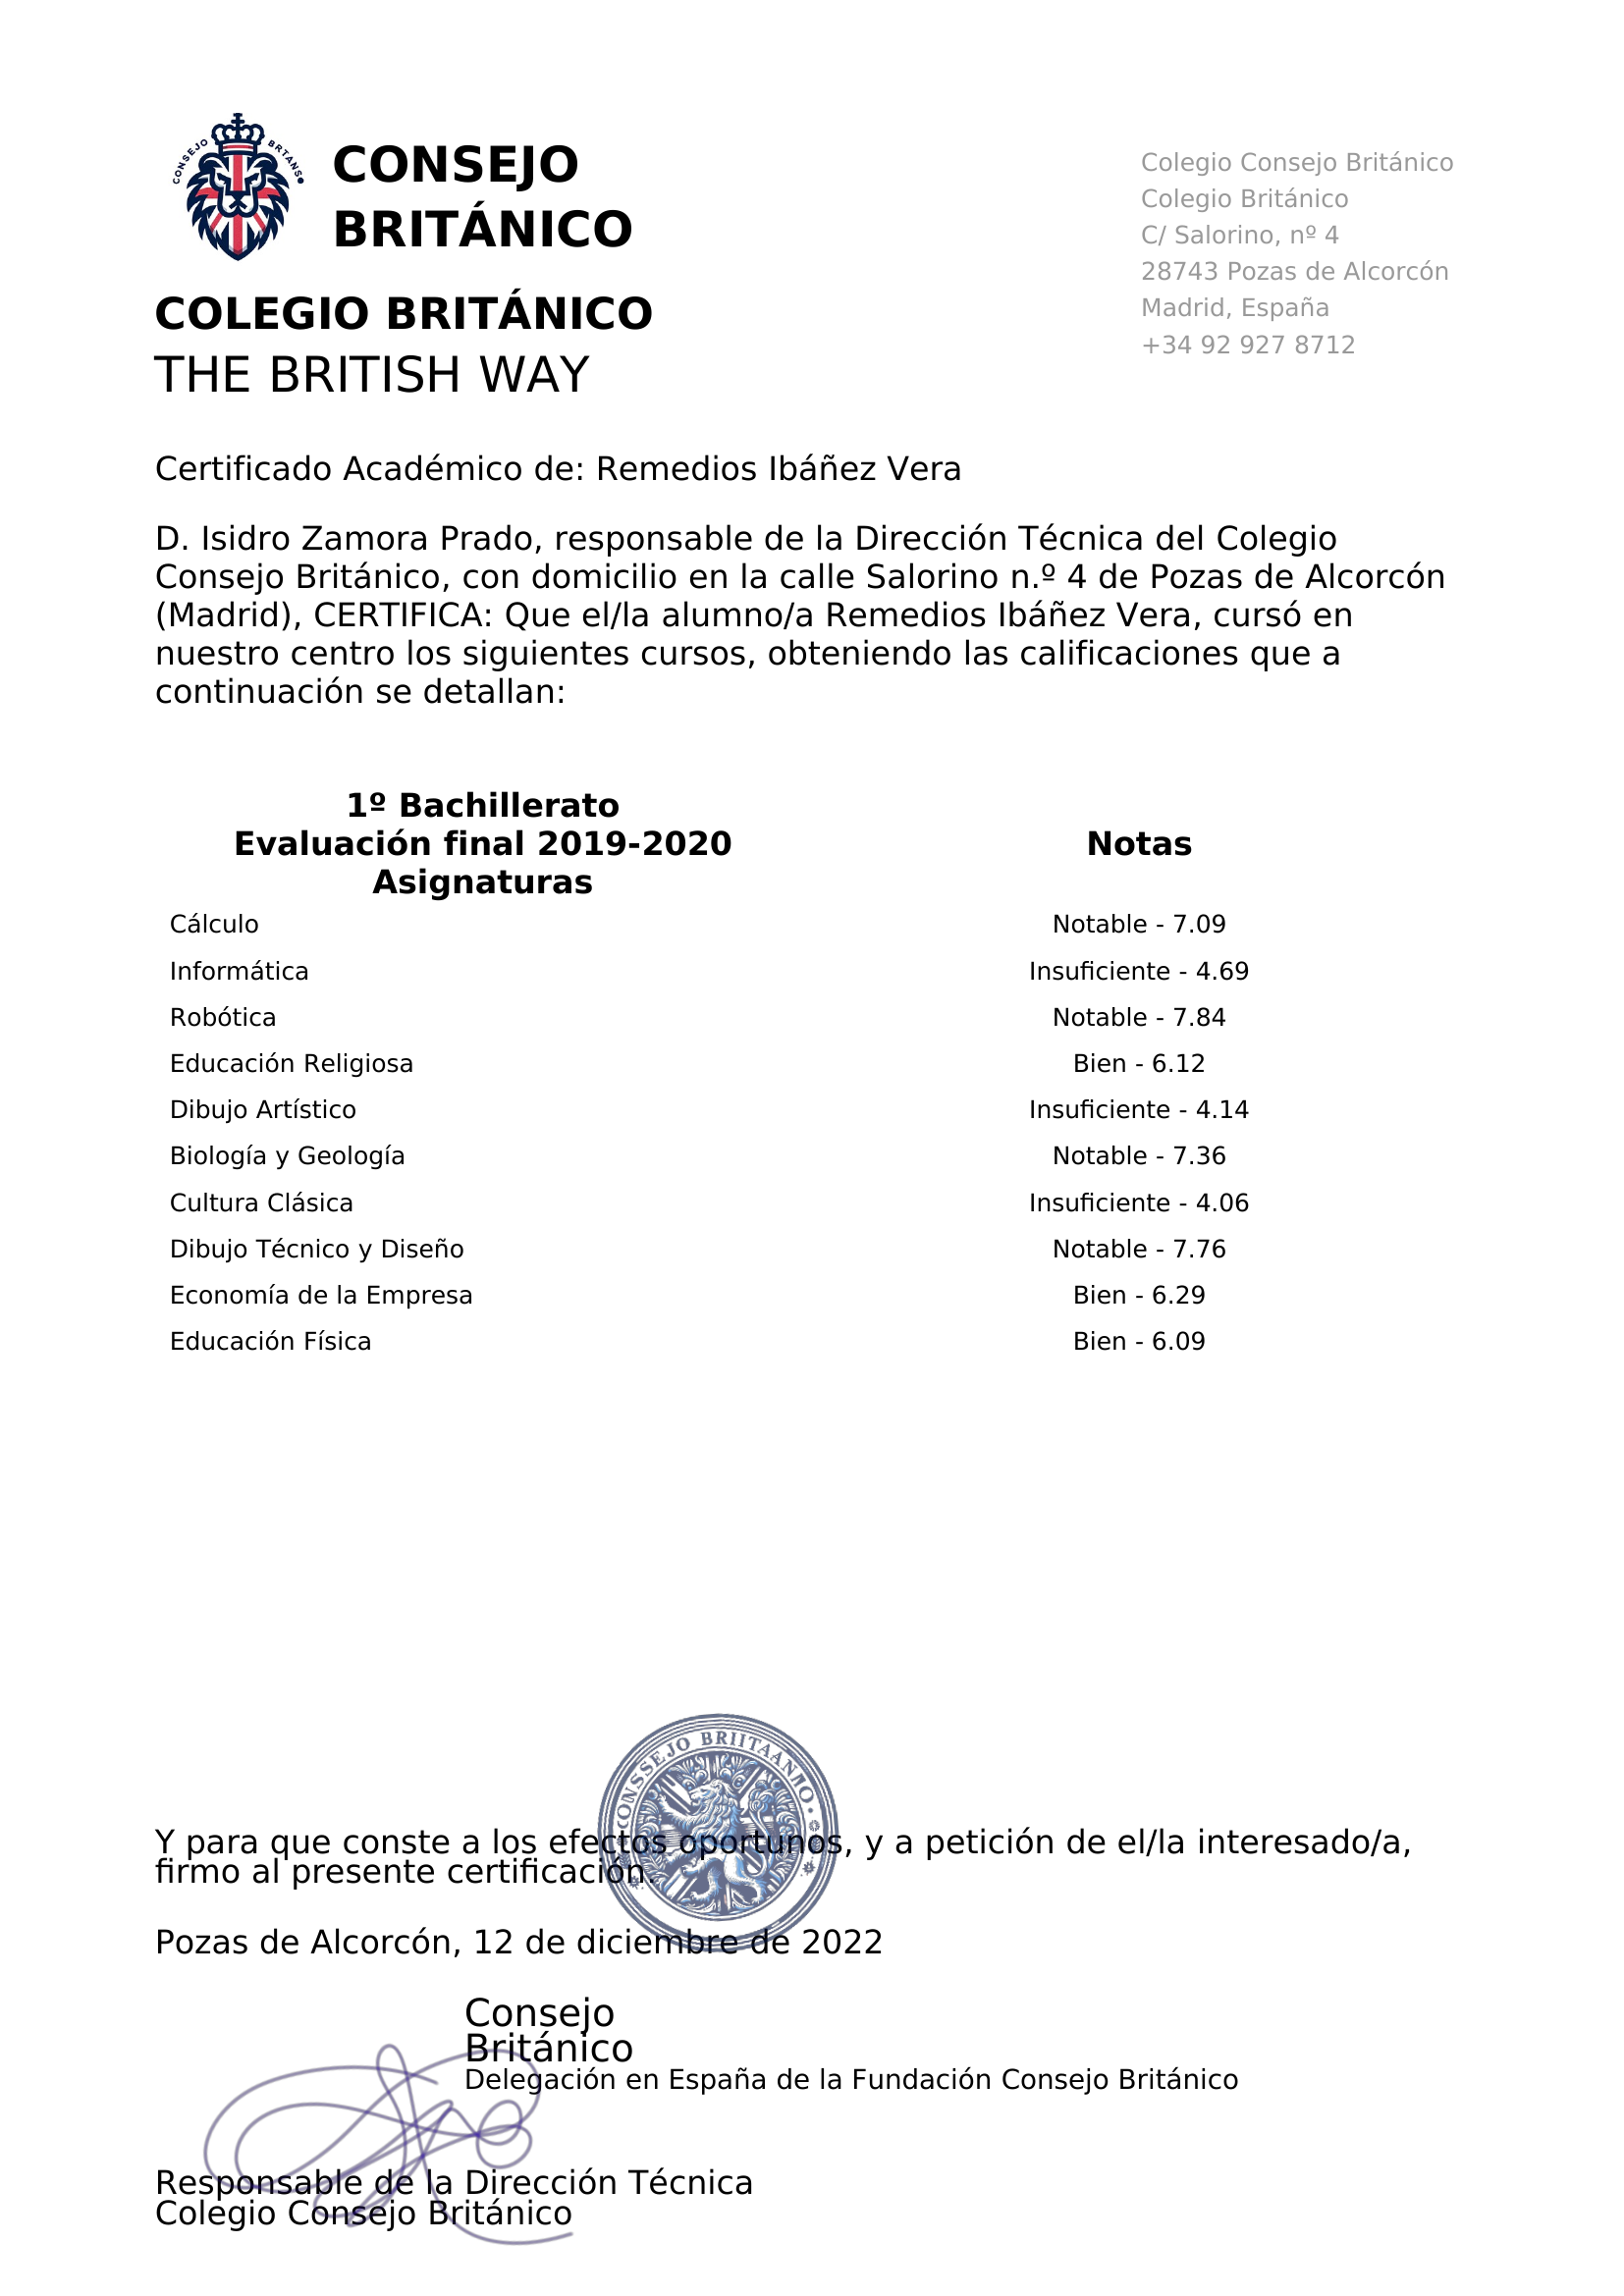 CONSEJO BRTANS
CONSEJO
BRITÁNICO
COLEGIO BRITÁNICO
THE BRITISH WAY
Colegio Consejo Británico
Colegio Británico
C/ Salorino, nº 4
28743 Pozas de Alcorcón
Madrid, España
+34 92 927 8712
Certificado Académico de: Remedios Ibáñez Vera
D. Isidro Zamora Prado, responsable de la Dirección Técnica del Colegio
Consejo Británico, con domicilio en la calle Salorino n.º 4 de Pozas de Alcorcón
(Madrid), CERTIFICA: Que el/la alumno/a Remedios Ibáñez Vera, cursó en
nuestro centro los siguientes cursos, obteniendo las calificaciones que a
continuación se detallan:
1º Bachillerato
Evaluación final 2019-2020 Notas
Asignaturas
Cálculo Notable - 7.09
Informática Insuficiente - 4.69
Robótica Notable - 7.84
Educación Religiosa Bien - 6.12
Dibujo Artístico Insuficiente - 4.14
Biología y Geología Notable - 7.36
Cultura Clásica Insuficiente - 4.06
Dibujo Técnico y Diseño Notable - 7.76
Economía de la Empresa Bien - 6.29
Educación Física Bien - 6.09
CONSSEJO BRIITAANIO
Y para que conste a los efectos oportunos, y a petición de el/la interesado/a,
firmo al presente certificación.
Pozas de Alcorcón, 12 de diciembre de 2022
Consejo
Británico
Delegación en España de la Fundación Consejo Británico
Responsable de la Dirección Técnica
Colegio Consejo Británico